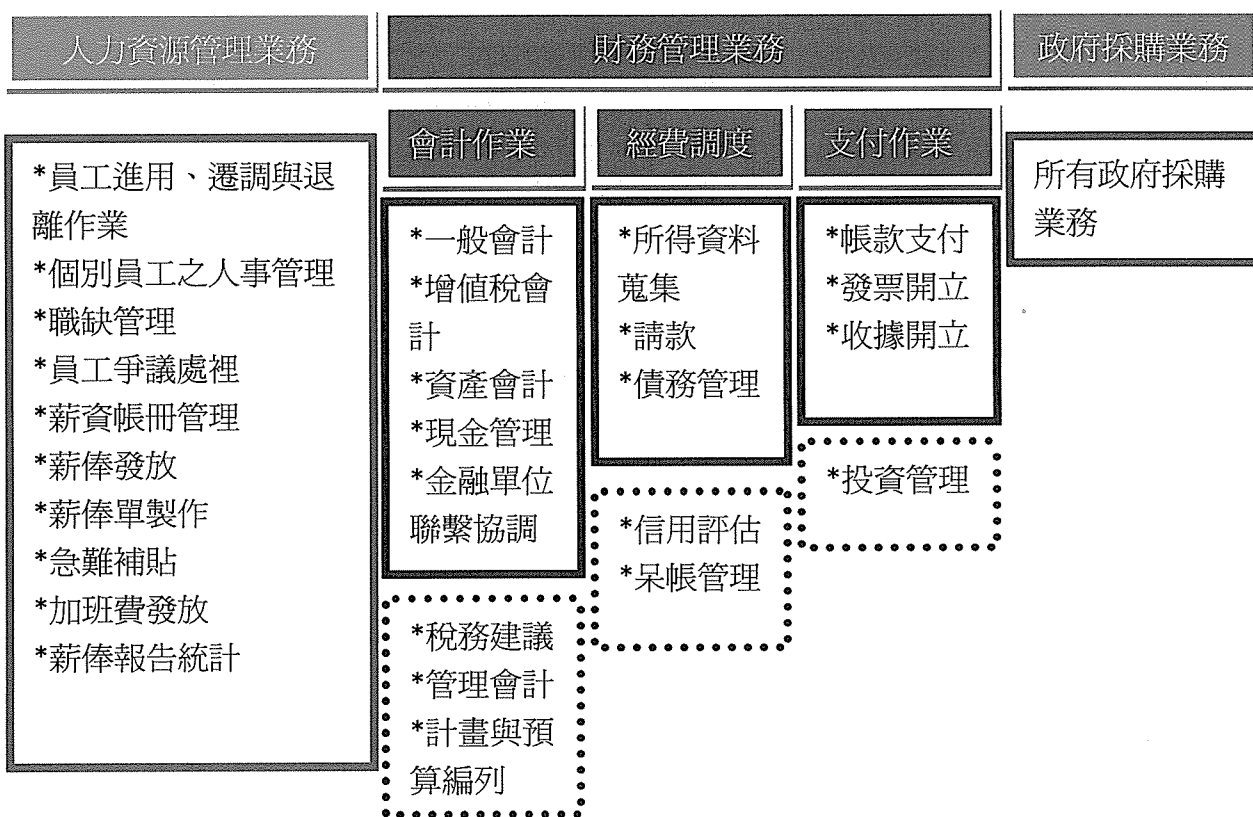 人力資源管理業務
財務管理業務
政府採購業務
*員工進用、遷調與退
離作業
*個別員工之人事管理
*職缺管理
*員工爭議處裡
*薪資帳冊管理
*薪俸發放
*薪俸單製作
*急難補貼
*加班費發放
*薪俸報告統計
會計作業
*一般會計
*增值稅會
計
*資產會計
*現金管理
*金融單位
聯繫協調
*稅務建議
*管理會計
*計畫與預
算編列
經費調度
*所得資料
蒐集
*請款
*債務管理
*信用評估
*呆帳管理
支付作業
*帳款支付
*發票開立
*收據開立
*投資管理
所有政府採購
業務